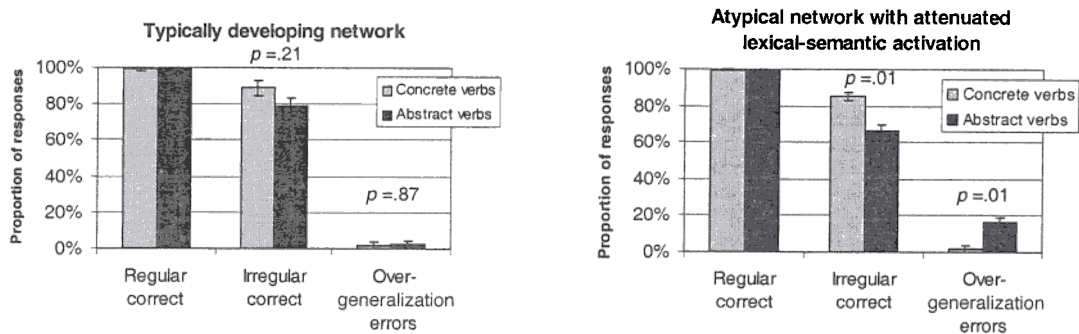 Typically developing network
Proportion of responses
100%
80%
60%
40%
20%
0%
p =.21
p =.87
Concrete verbs
Abstract verbs
Regular
correct
Irregular
correct
Over-
generalization
errors
Atypical network with attenuated
lexical-semantic activation
Proportion of responses
100%
80%
60%
40%
20%
0%
p =.01
p =.01
Concrete verbs
Abstract verbs
Regular
correct
Irregular
correct
Over-
generalization
errors